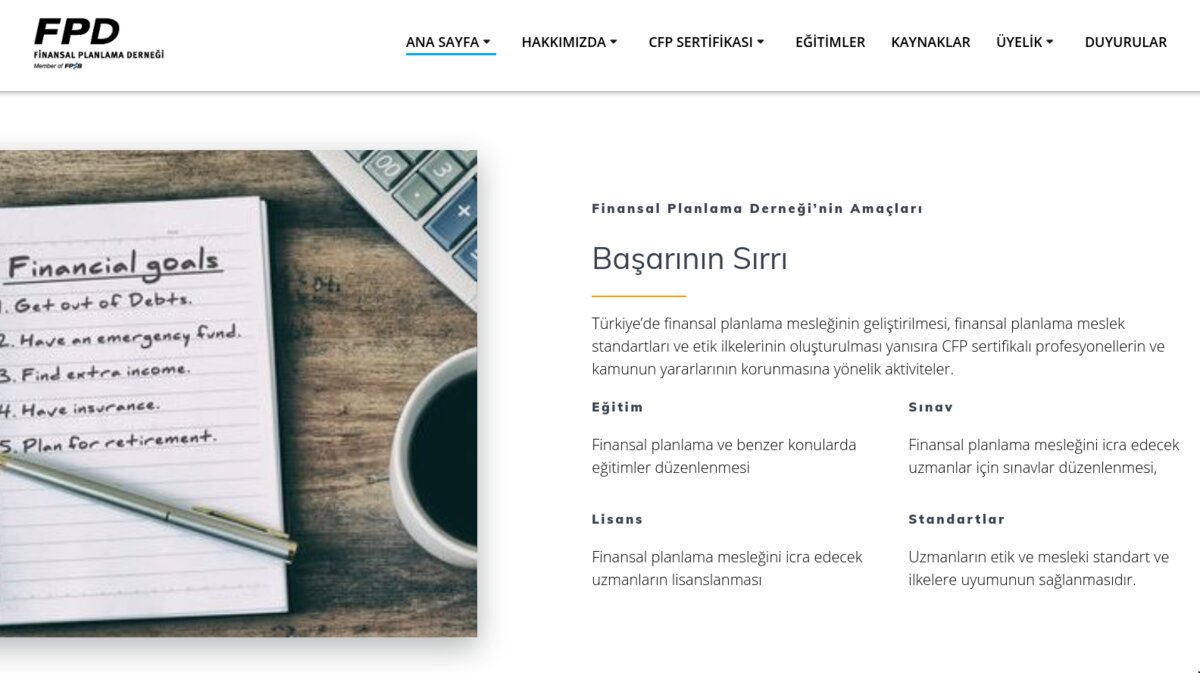 FPD
FİNANSAL PLANLAMA DERNEĞİ
Member of FPSB
ANA SAYFA
HAKKIMIZDA
CFP SERTİFİKASI
EĞİTİMLER
KAYNAKLAR
ÜYELİK
DUYURULAR
Financial goals
1. Get out of Debts.
2. Have an emergency fund.
3. Find extra income.
4. Have insurance.
5. Plan for retirement.
00
3
.
×
Finansal Planlama Derneği’nin Amaçları
Başarının Sırrı
Türkiye’de finansal planlama mesleğinin geliştirilmesi, finansal planlama meslek
standartları ve etik ilkelerinin oluşturulması yanısıra CFP sertifikalı profesyonellerin ve
kamunun yararlarının korunmasına yönelik aktiviteler.
Eğitim
Finansal planlama ve benzer konularda
eğitimler düzenlenmesi
Sınav
Finansal planlama mesleğini icra edecek
uzmanlar için sınavlar düzenlenmesi,
Lisans
Finansal planlama mesleğini icra edecek
uzmanların lisanslanması
Standartlar
Uzmanların etik ve mesleki standart ve
ilkelere uyumunun sağlanmasıdır.